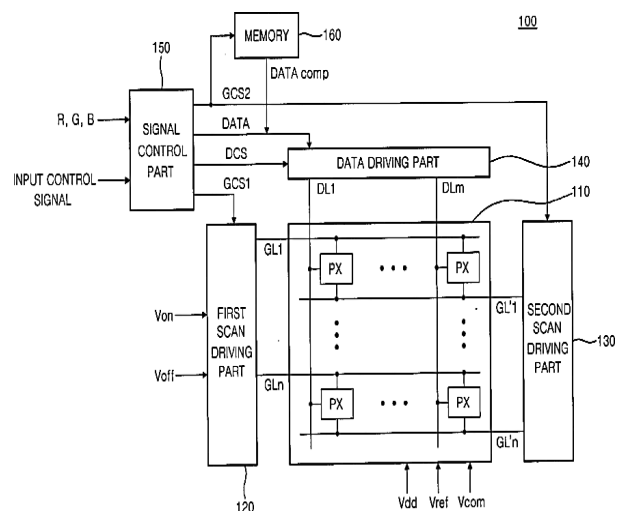 100
MEMORY
160
150
DATA comp
GCS2
R, G, B
SIGNAL
CONTROL
PART
DATA
DCS
DATA DRIVING PART
140
INPUT CONTROL
SIGNAL
GCS1
DL1
DLm
110
GL1
PX
PX
GL'1
Von
FIRST
SCAN
DRIVING
PART
SECOND
SCAN
DRIVING
PART
130
Voff
GLn
PX
PX
GL'n
120
Vdd
Vref
Vcom